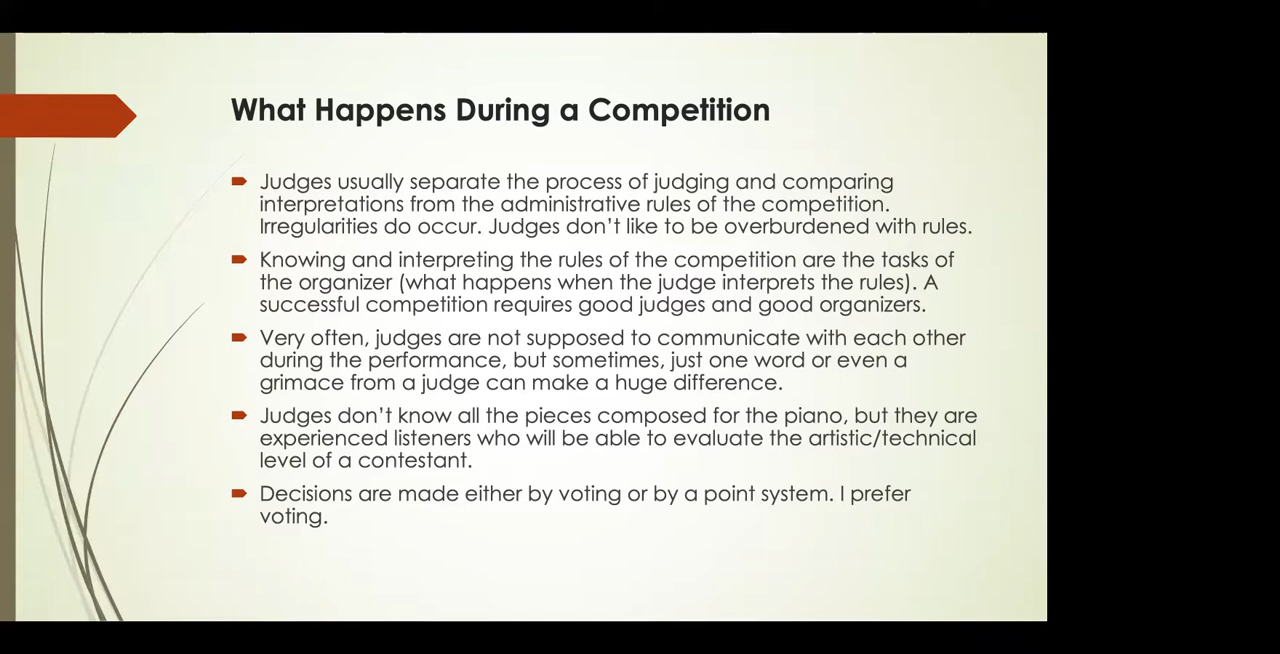 What Happens During a Competition
Judges usually separate the process of judging and comparing
interpretations from the administrative rules of the competition.
Irregularities do occur. Judges don’t like to be overburdened with rules.
Knowing and interpreting the rules of the competition are the tasks of
the organizer (what happens when the judge interprets the rules). A
successful competition requires good judges and good organizers.
Very often, judges are not supposed to communicate with each other
during the performance, but sometimes, just one word or even a
grimace from a judge can make a huge difference.
Judges don’t know all the pieces composed for the piano, but they are
experienced listeners who will be able to evaluate the artistic/technical
level of a contestant.
Decisions are made either by voting or by a point system. I prefer
voting.